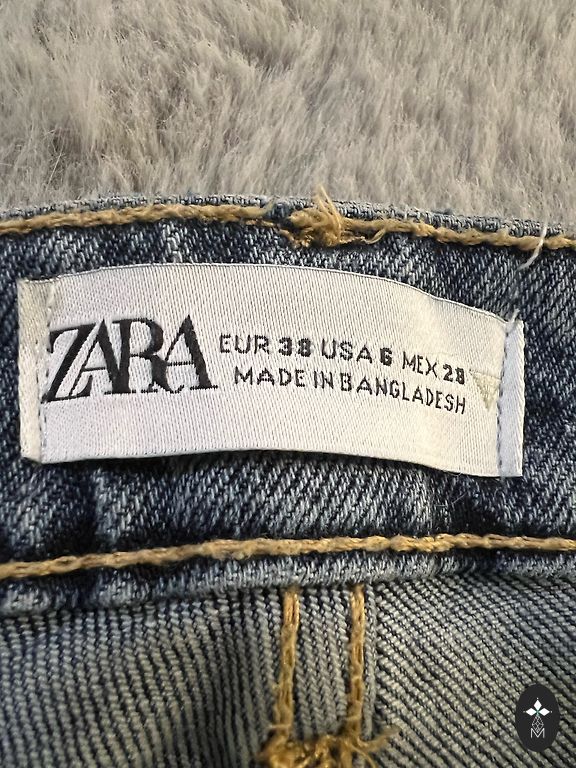 ZARA
EUR 38 USA 6 MEX 28
MADE IN BANGLADESH
M